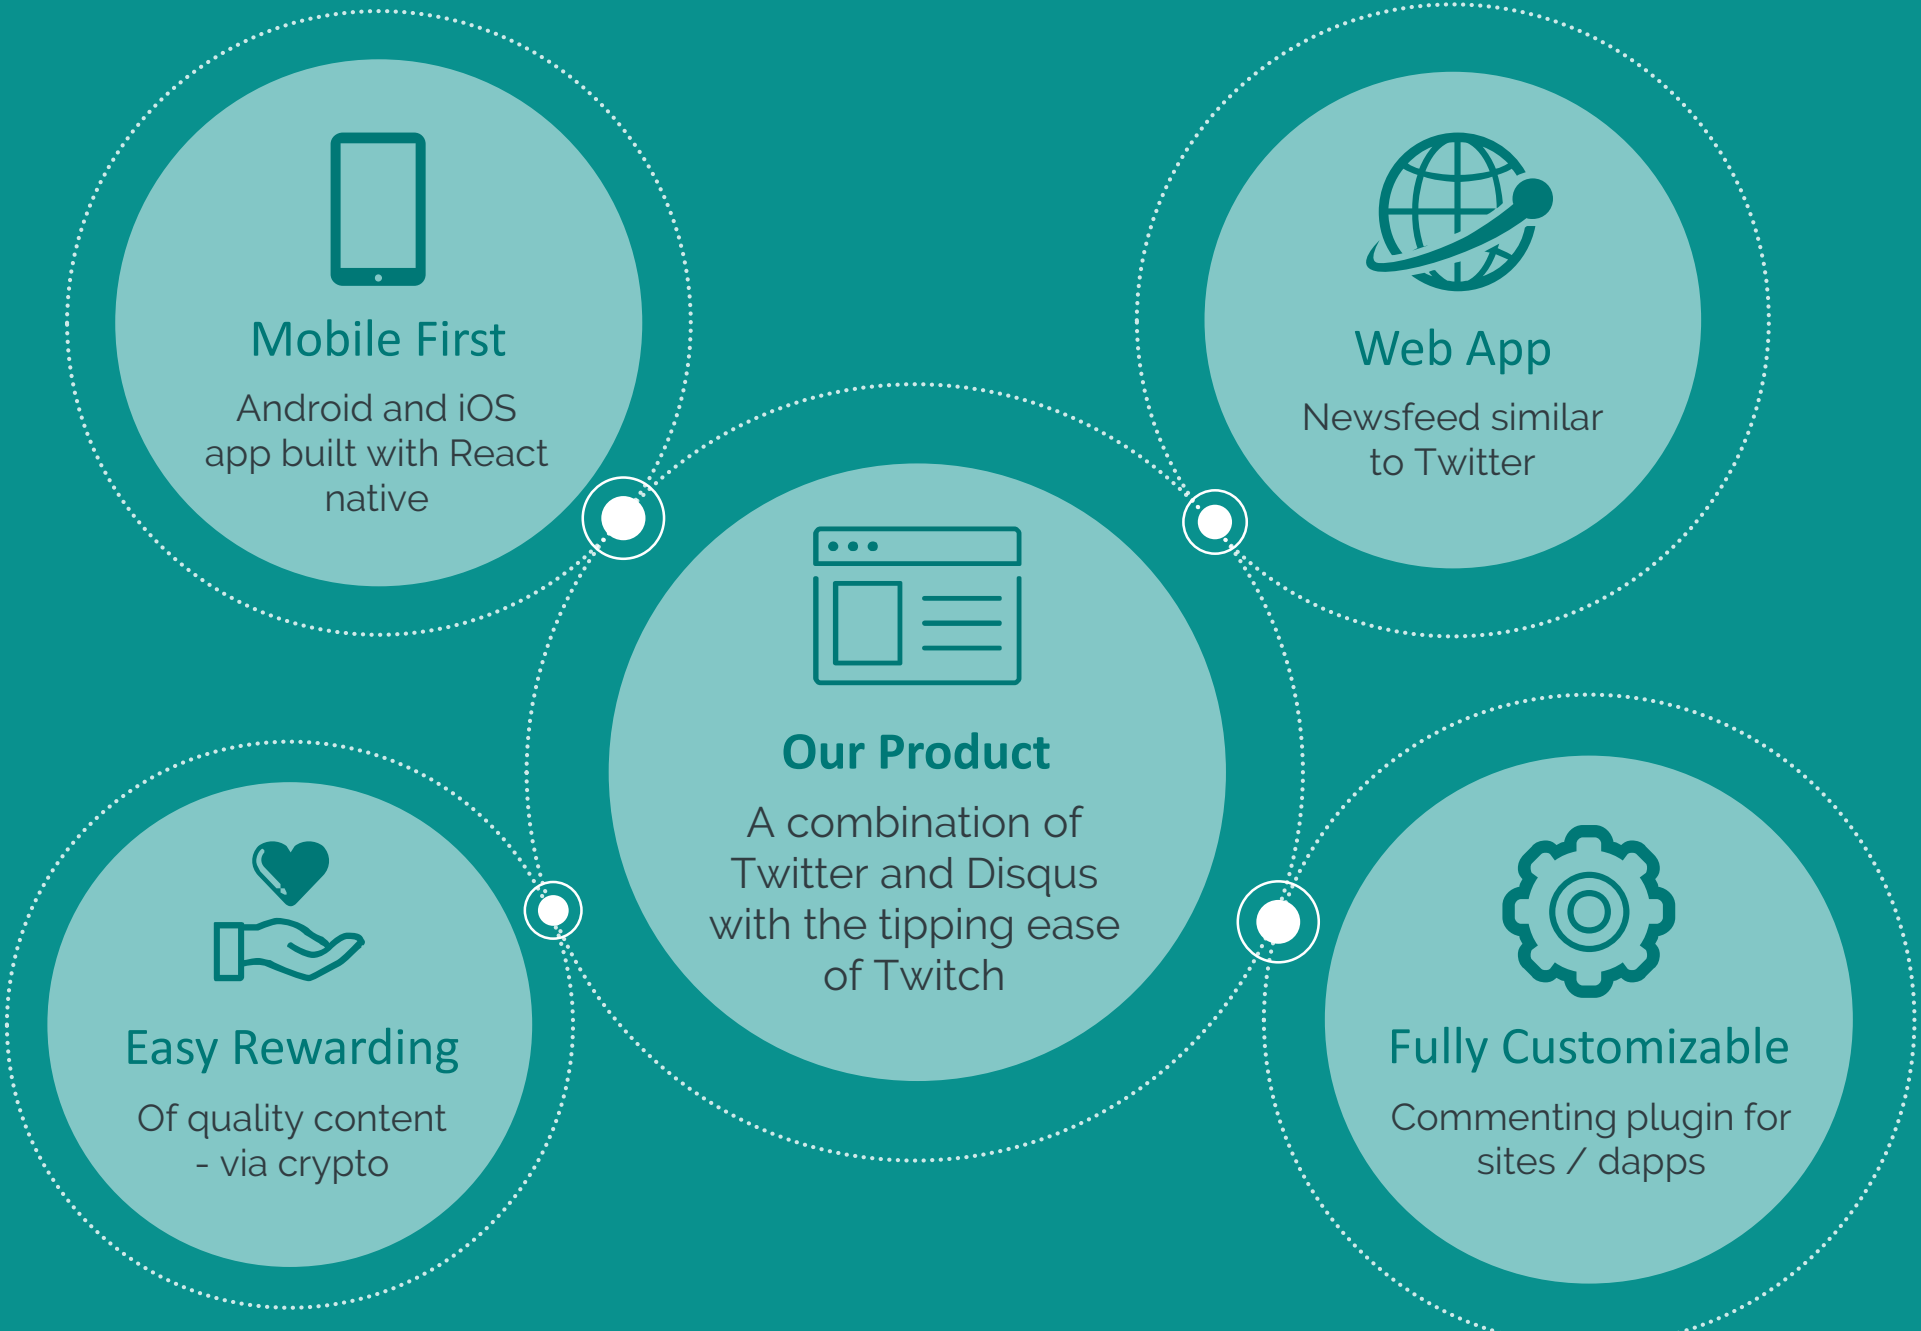 Mobile First
Android and iOS
app built with React
native
Web App
Newsfeed similar
to Twitter
Our Product
A combination of
Twitter and Disqus
with the tipping ease
of Twitch
Easy Rewarding
Of quality content
- via crypto
Fully Customizable
Commenting plugin for
sites / dapps